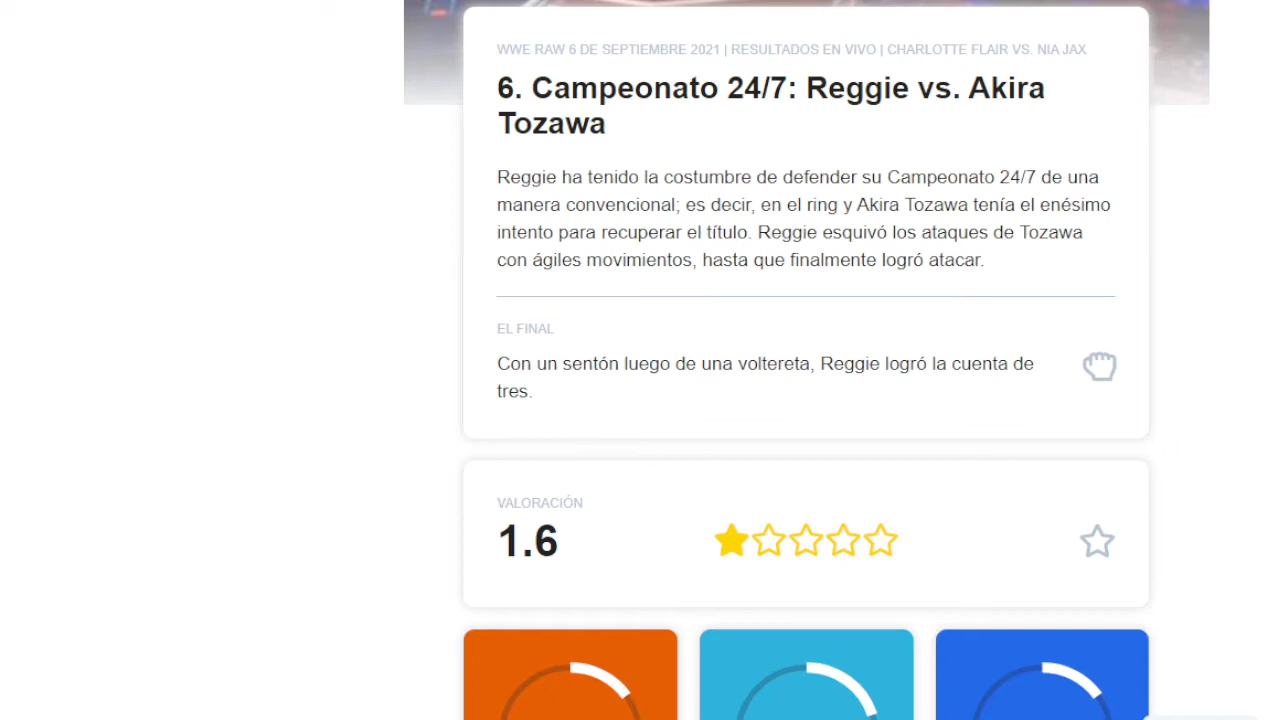 WWE RAW 6 DE SEPTIEMBRE 2021 | RESULTADOS EN VIVO | CHARLOTTE FLAIR VS. NIA JAX
6. Campeonato 24/7: Reggie vs. Akira
Tozawa
Reggie ha tenido la costumbre de defender su Campeonato 24/7 de una
manera convencional; es decir, en el ring y Akira Tozawa tenía el enésimo
intento para recuperar el título. Reggie esquivó los ataques de Tozawa
con ágiles movimientos, hasta que finalmente logró atacar.
EL FINAL
Con un sentón luego de una voltereta, Reggie logró la cuenta de
tres.
VALORACIÓN
1.6